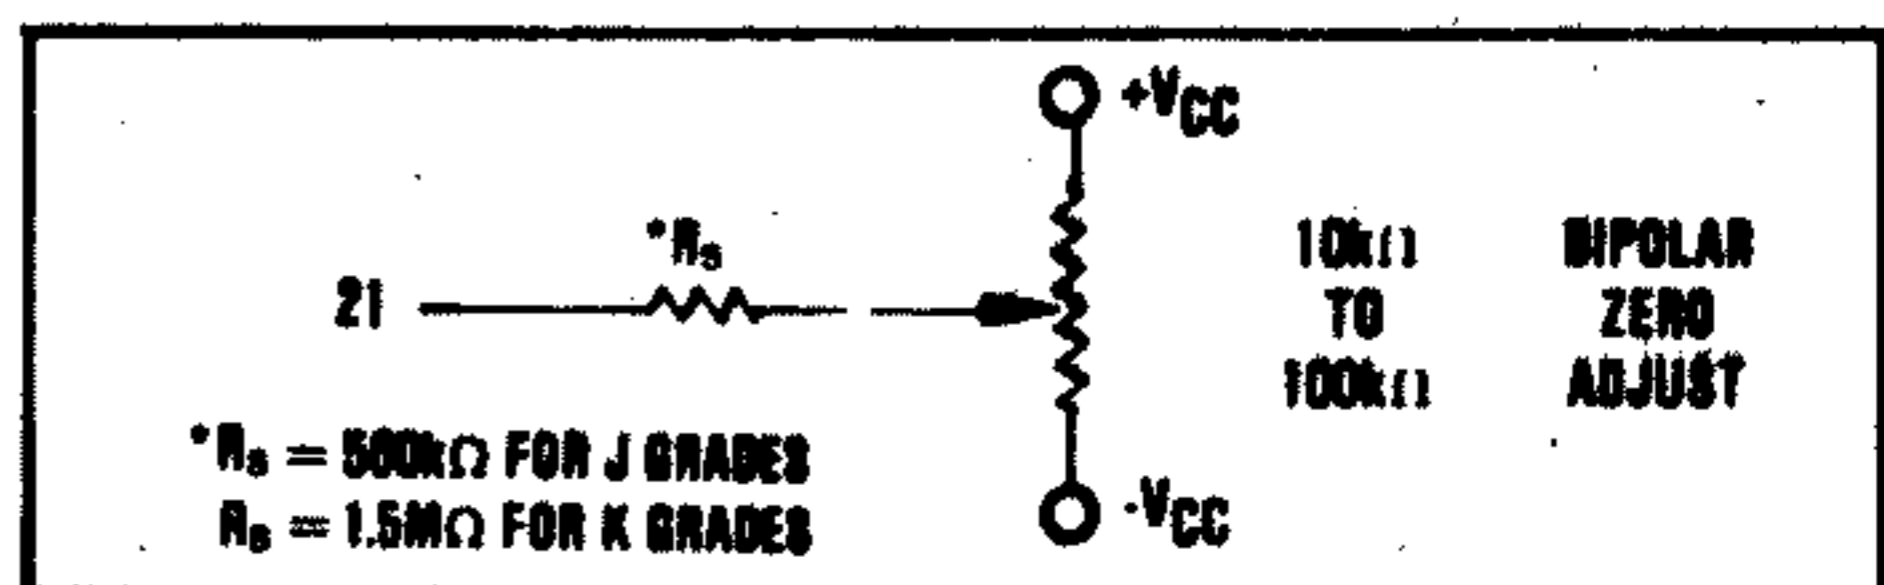 +VCC
*Rs
21
10kΩ
TO
100kΩ
BIPOLAR
ZERO
ADJUST
*Rs = 500kΩ FOR J GRADES
Rs = 1.5MΩ FOR K GRADES
-VCC